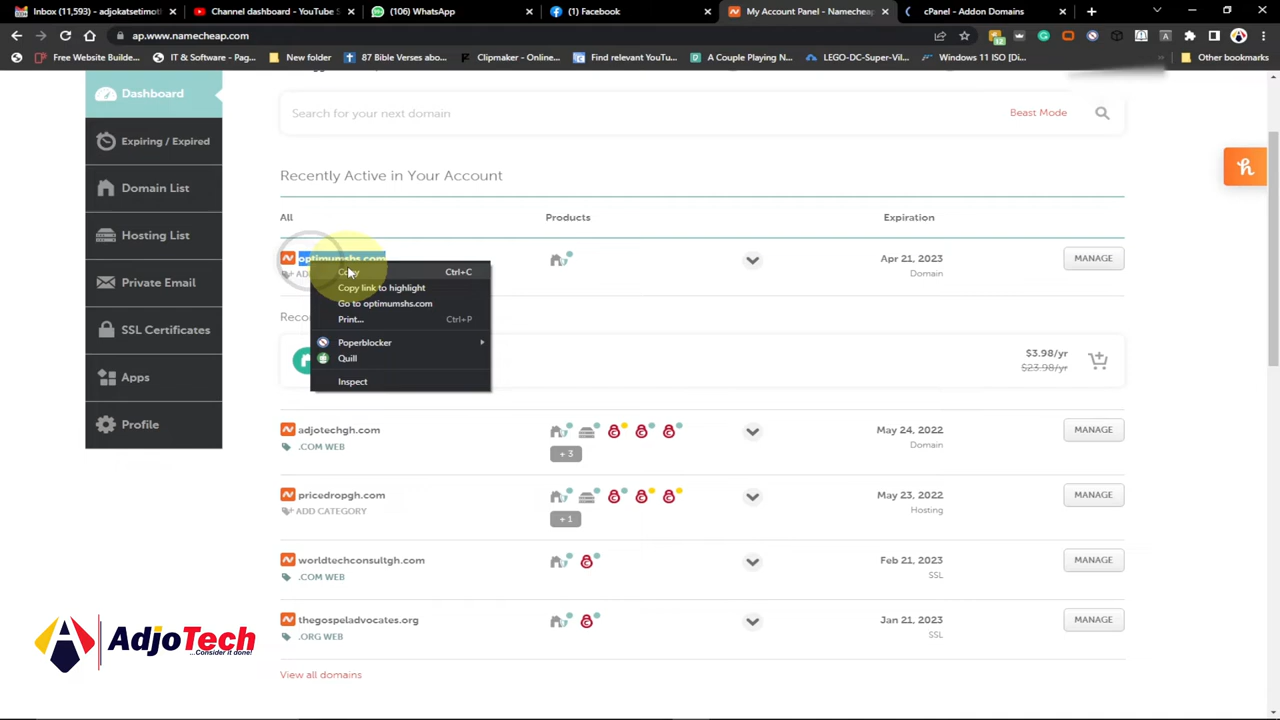 Inbox (11,593) - adjokatseimoth
Channel dashboard - YouTube S
(106) WhatsApp
(1) Facebook
My Account Panel - Namecheap
cPanel - Addon Domains
ap.www.namecheap.com
Free Website Builde...
IT & Software - Pag...
New folder
87 Bible Verses abo...
Clipmaker - Online...
Find relevant YouTu...
A Couple Playing N...
LEGO-DC-Super-Vil...
Windows 11 ISO [Di...
Other bookmarks
Dashboard
Expiring / Expired
Domain List
Hosting List
Private Email
SSL Certificates
Apps
Profile
Search for your next domain
Beast Mode
Recently Active in Your Account
All
Products
Expiration
optimumshs.com
Apr 21, 2023
Domain
MANAGE
Copy Ctrl+C
Copy link to highlight
Go to optimumshs.com
Print... Ctrl+P
Poperblocker
Quill
Inspect
$3.98/yr
$23.98/yr
adjotechgh.com
.COM WEB
+ 3
May 24, 2022
Domain
MANAGE
pricedropgh.com
ADD CATEGORY
+ 1
May 23, 2022
Hosting
MANAGE
worldtechconsultgh.com
.COM WEB
Feb 21, 2023
SSL
MANAGE
thegospeladvocates.org
.ORG WEB
Jan 21, 2023
SSL
MANAGE
View all domains
AdjoTech
...Consider it done!